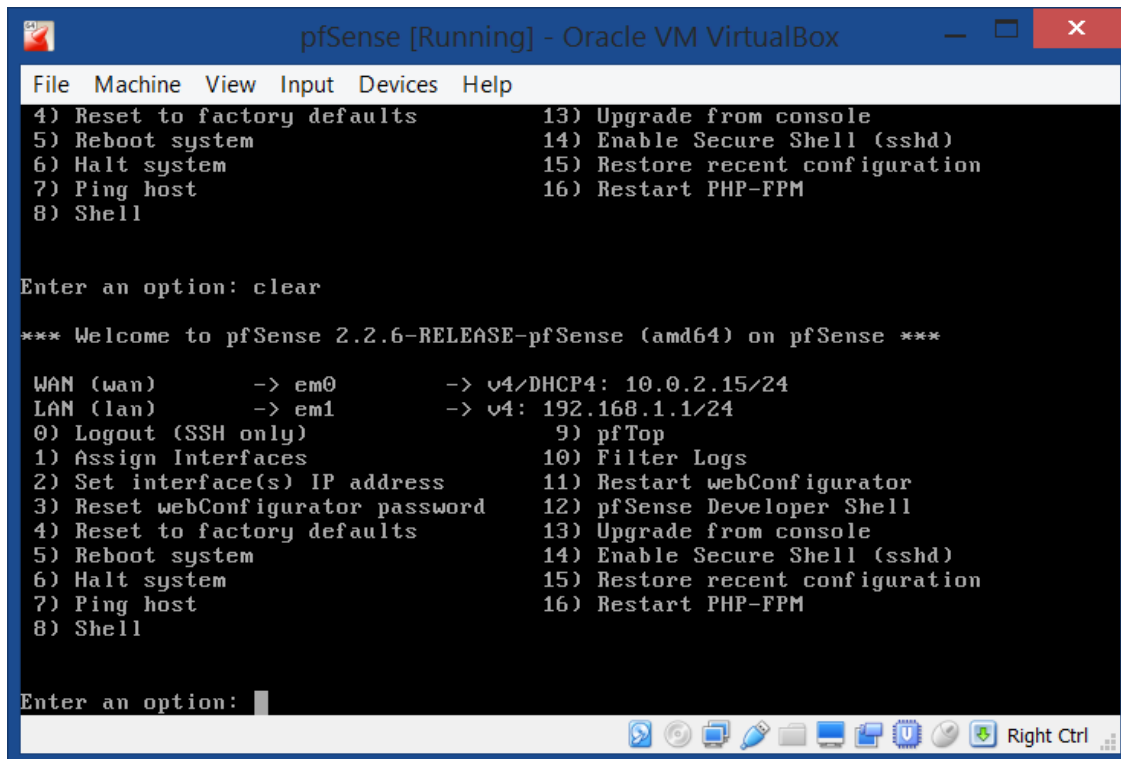 pfSense [Running] - Oracle VM VirtualBox
File Machine View Input Devices Help
4) Reset to factory defaults 13) Upgrade from console
5) Reboot system 14) Enable Secure Shell (sshd)
6) Halt system 15) Restore recent configuration
7) Ping host 16) Restart PHP-FPM
8) Shell
Enter an option: clear
*** Welcome to pfSense 2.2.6-RELEASE-pfSense (amd64) on pfSense ***
WAN (wan) -> em0 -> v4/DHCP4: 10.0.2.15/24
LAN (lan) -> em1 -> v4: 192.168.1.1/24
0) Logout (SSH only) 9) pfTop
1) Assign Interfaces 10) Filter Logs
2) Set interface(s) IP address 11) Restart webConfigurator
3) Reset webConfigurator password 12) pfSense Developer Shell
4) Reset to factory defaults 13) Upgrade from console
5) Reboot system 14) Enable Secure Shell (sshd)
6) Halt system 15) Restore recent configuration
7) Ping host 16) Restart PHP-FPM
8) Shell
Enter an option:
Right Ctrl